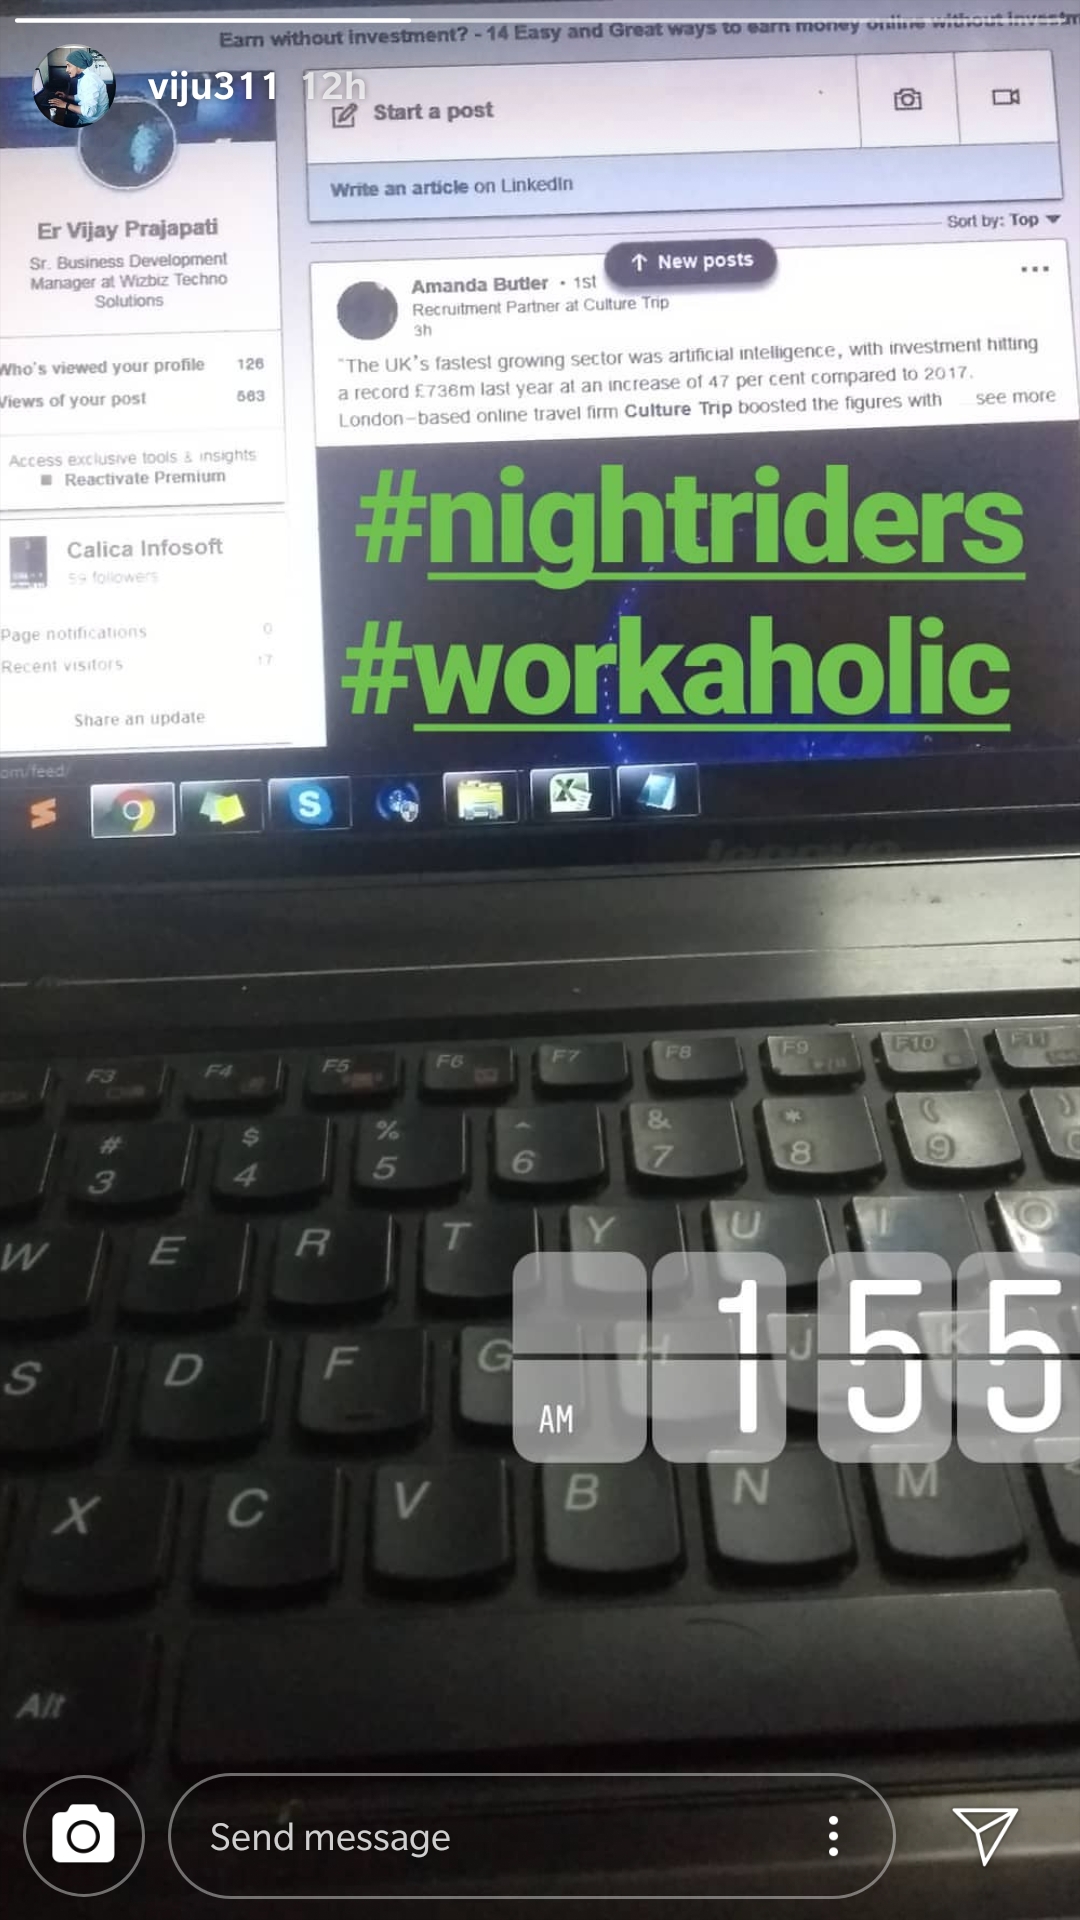 Earn without investment? - 14 Easy and Great ways to earn money online without
viju311 12h
Start a post
Write an article on LinkedIn
Sort by: Top
Er Vijay Prajapati
Sr. Business Development
Manager at Wizbiz Techno
Solutions
Who's viewed your profile 126
Views of your post 563
Access exclusive tools & insights
Reactivate Premium
Calica Infosoft
59 followers
Page notifications 0
Recent visitors 17
Share an update
om/feed/
New posts
Amanda Butler • 1st
Recruitment Partner at Culture Trip
3h
"The UK's fastest growing sector was artificial intelligence, with investment hitting
a record £736m last year at an increase of 47 per cent compared to 2017.
London-based online travel firm Culture Trip boosted the figures with see more
#nightriders
#workaholic
S X
lenovo
F3 F4 F5 F6 F7 F8 F9 F10 F11
# $ % ^ & * ( )
3 4 5 6 7 8 9
W E R T Y U I O
S D F G H J K
AM 1 55
X C V B N M
Alt
Send message